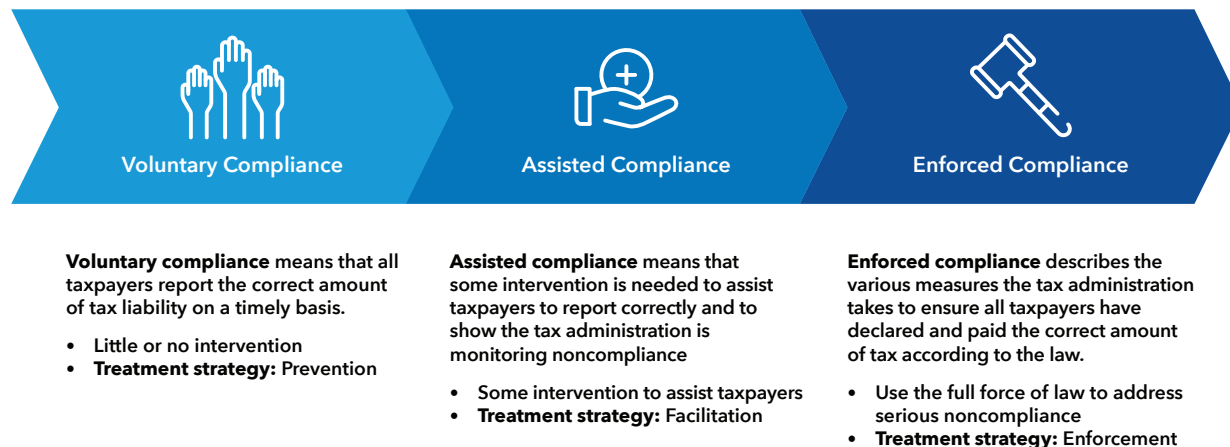 Voluntary Compliance
Assisted Compliance
Enforced Compliance
Voluntary compliance means that all
taxpayers report the correct amount
of tax liability on a timely basis.
• Little or no intervention
• Treatment strategy: Prevention
Assisted compliance means that
some intervention is needed to assist
taxpayers to report correctly and to
show the tax administration is
monitoring noncompliance
• Some intervention to assist taxpayers
• Treatment strategy: Facilitation
Enforced compliance describes the
various measures the tax administration
takes to ensure all taxpayers have
declared and paid the correct amount
of tax according to the law.
• Use the full force of law to address
serious noncompliance
• Treatment strategy: Enforcement